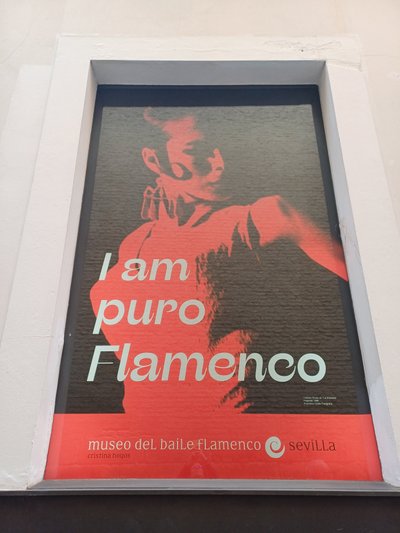 I am
puro
Flamenco
museo del baile flamenco sevilla
cristina hoyos